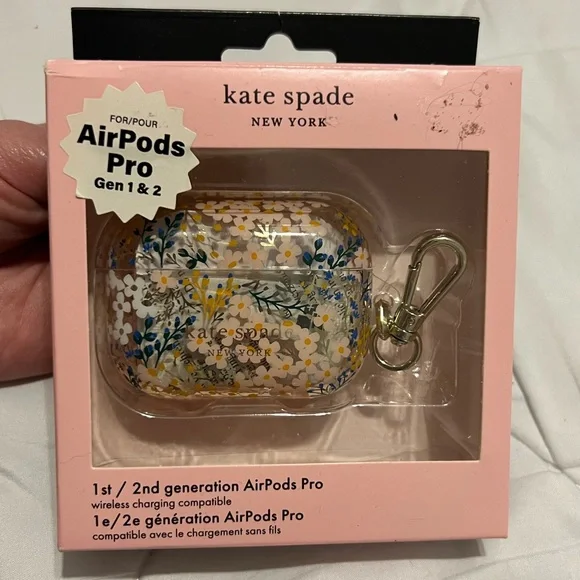 kate spade
NEW YORK
FOR/POUR
AirPods
Pro
Gen 1 & 2
kate spade
NEW YORK
1st / 2nd generation AirPods Pro
wireless charging compatible
1e/2e génération AirPods Pro
compatible avec le chargement sans fils